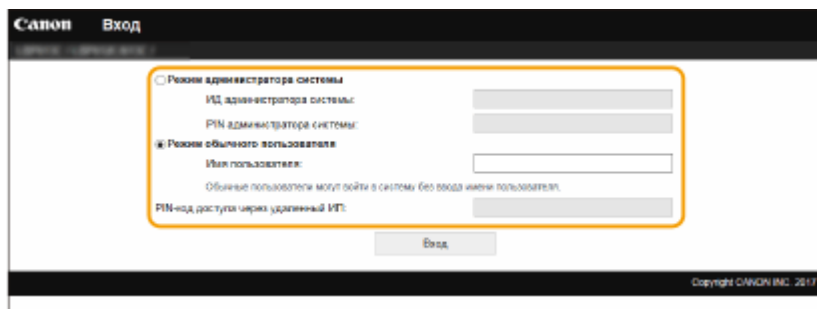 Canon Вход
Режим администратора системы
ИД администратора системы:
PIN администратора системы:
Режим обычного пользователя
Имя пользователя:
Обычные пользователи могут войти в систему без ввода имени пользователя.
PIN-код доступа через удаленный ИП:
Вход
Copyright CANON INC. 2017